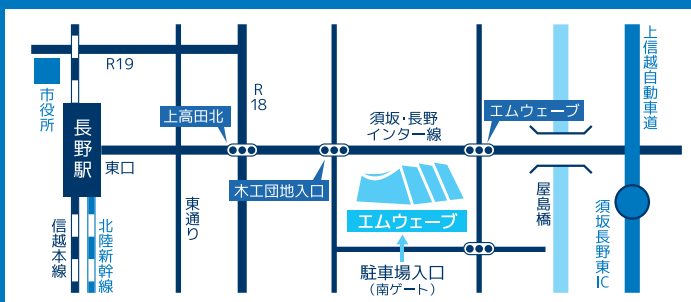 R19
市役所
長野駅
東口
信越本線
北陸新幹線
上高田北
R
18
東通り
木工団地入口
須坂・長野
インター線
エムウェーブ
エムウェーブ
駐車場入口
（南ゲート）
屋島橋
上信越自動車道
須坂長野東IC